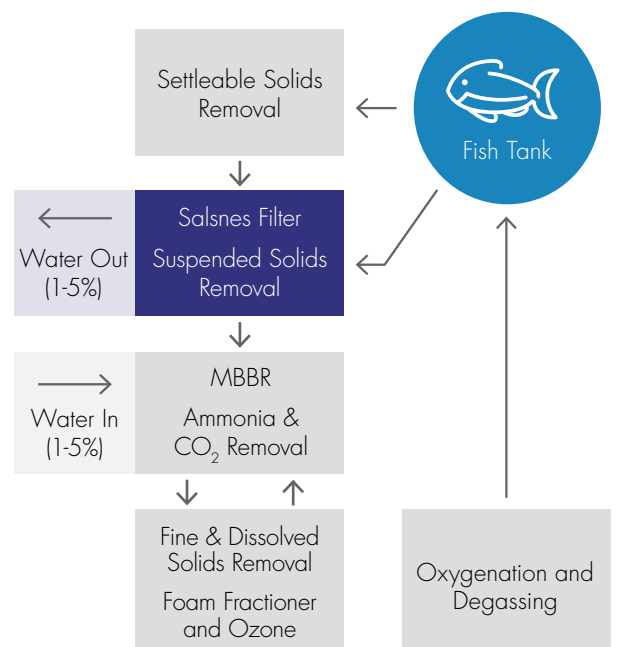 Settleable Solids
Removal
Fish Tank
Water Out
(1-5%)
Salsnes Filter
Suspended Solids
Removal
Water In
(1-5%)
MBBR
Ammonia &
CO₂ Removal
Fine & Dissolved
Solids Removal
Foam Fractioner
and Ozone
Oxygenation and
Degassing